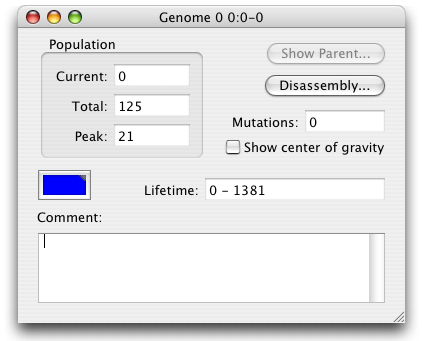 Genome 0 0:0-0
Population
Current: 0
Total: 125
Peak: 21
Show Parent...
Disassembly...
Mutations: 0
Show center of gravity
Lifetime: 0 - 1381
Comment: